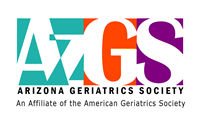 AzGS
ARIZONA GERIATRICS SOCIETY
An Affiliate of the American Geriatrics Society